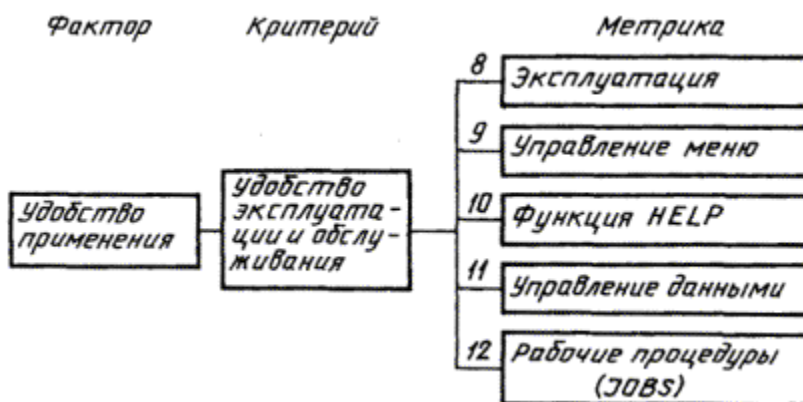 Фактор Критерий Метрика
8 Эксплуатация
9 Управление меню
Удобство применения
Удобство
эксплуата-
ции и обслу-
живания
10 Функция HELP
11 Управление данными
12 Рабочие процедуры
(JOBS)